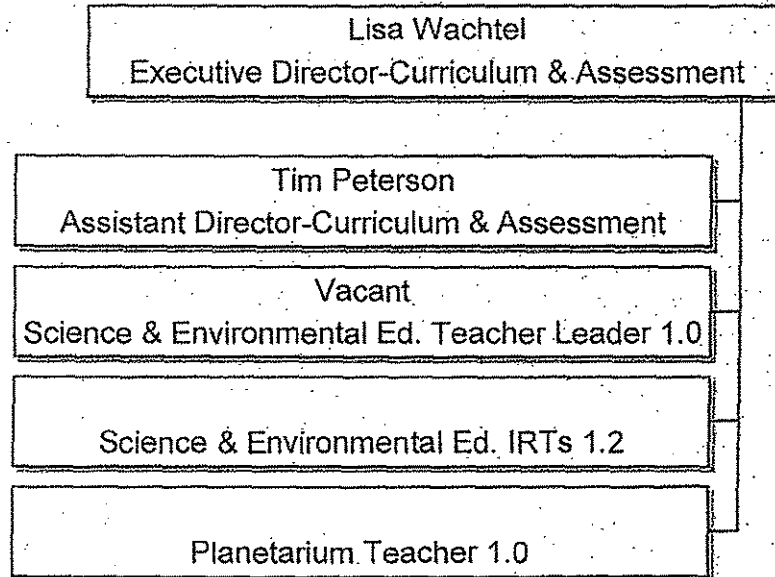 Lisa Wachtel
Executive Director-Curriculum & Assessment
Tim Peterson
Assistant Director-Curriculum & Assessment
Vacant
Science & Environmental Ed. Teacher Leader 1.0
Science & Environmental Ed. IRTs 1.2
Planetarium Teacher 1.0